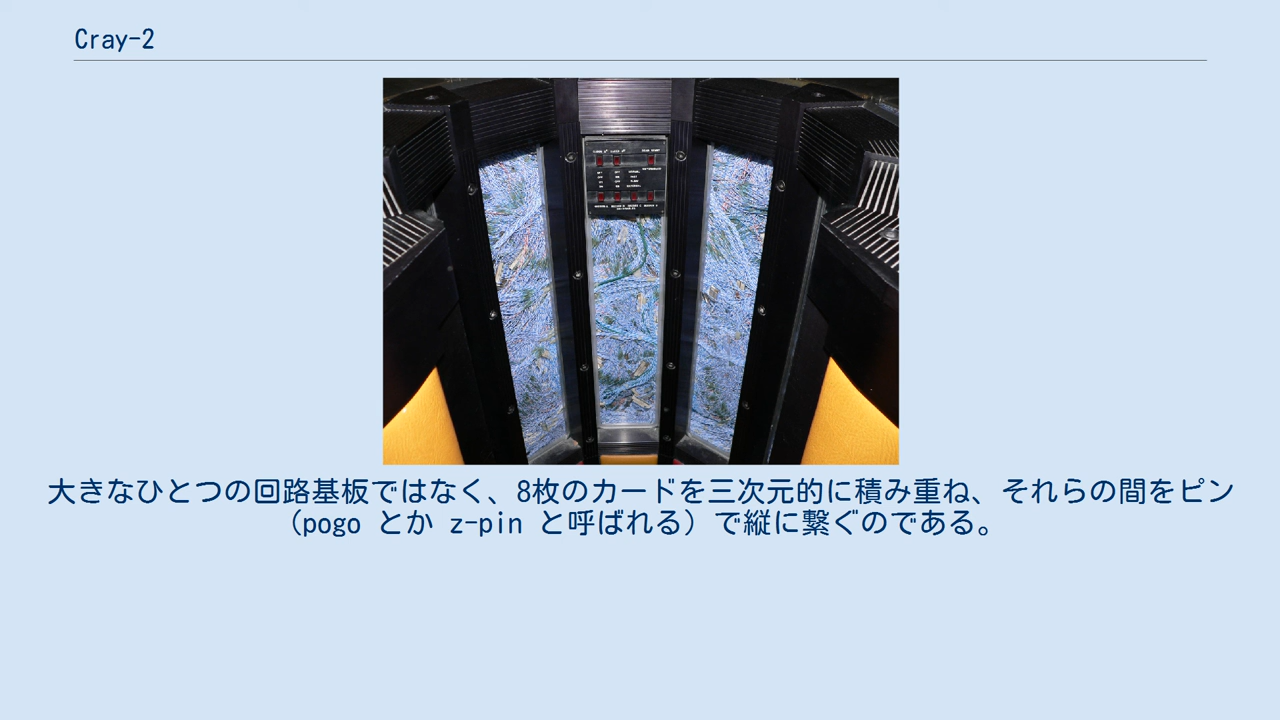 Cray-2
大きなひとつの回路基板ではなく、8枚のカードを三次元的に積み重ね、それらの間をピン
（pogo とか z-pin と呼ばれる）で縦に繋ぐのである。